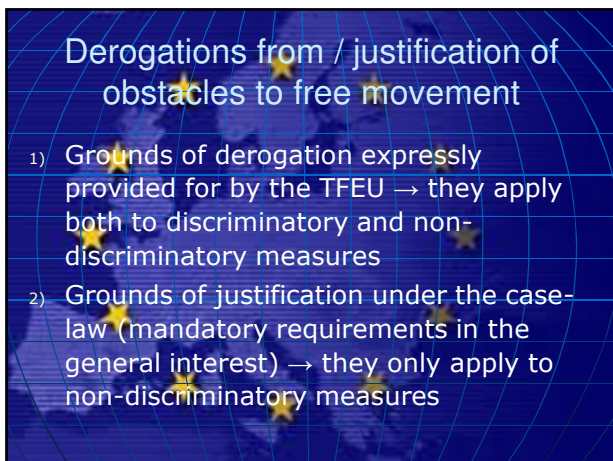 Derogations from / justification of
obstacles to free movement
1) Grounds of derogation expressly
provided for by the TFEU → they apply
both to discriminatory and non-
discriminatory measures
2) Grounds of justification under the case-
law (mandatory requirements in the
general interest) → they only apply to
non-discriminatory measures